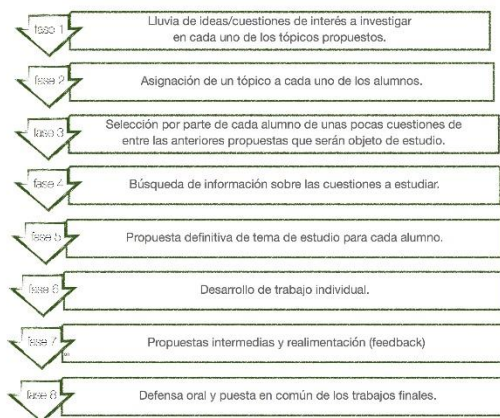 fase 1
Lluvia de ideas/cuestiones de interés a investigar
en cada uno de los tópicos propuestos.
fase 2
Asignación de un tópico a cada uno de los alumnos.
fase 3
Selección por parte de cada alumno de unas pocas cuestiones de
entre las anteriores propuestas que serán objeto de estudio.
fase 4
Búsqueda de información sobre las cuestiones a estudiar.
fase 5
Propuesta definitiva de tema de estudio para cada alumno.
fase 6
Desarrollo de trabajo individual.
fase 7
Propuestas intermedias y realimentación (feedback)
fase 8
Defensa oral y puesta en común de los trabajos finales.